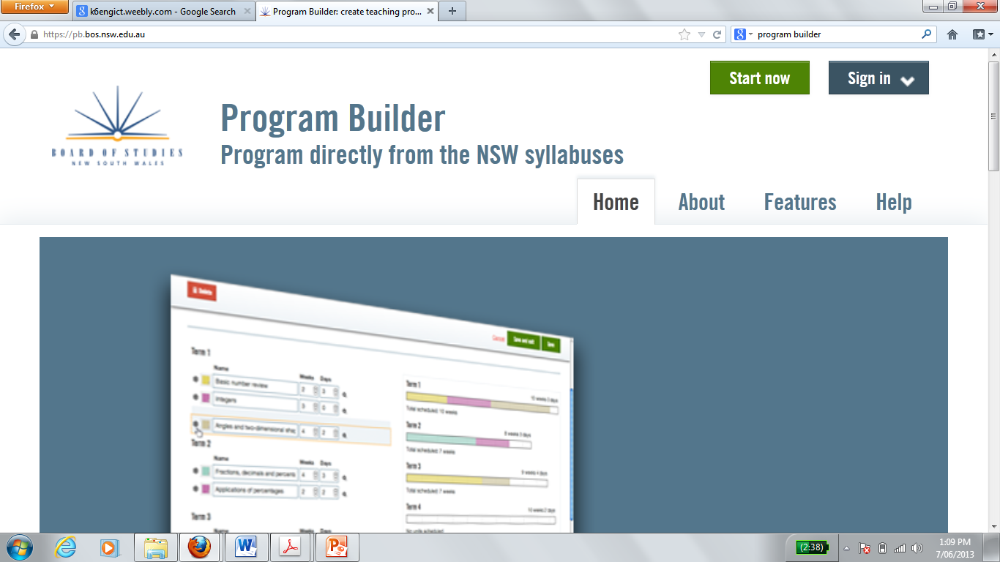 Firefox
k6engict.weebly.com - Google Search
Program Builder: create teaching pro...
https://pb.bos.nsw.edu.au
program builder
Start now
Sign in
BOARD OF STUDIES
NEW SOUTH WALES
Program Builder
Program directly from the NSW syllabuses
Home
About
Features
Help
Delete
Cancel
Save and exit
Save
Term 1
Name Weeks Days
Basic number review 2 3
Integers 3 0
Angles and two-dimensional shap 4 2
Term 2
Name Weeks Days
Fractions, decimals and percent 4 3
Applications of percentages 2 2
Term 3
Name Weeks Days
Term 1
10 weeks 3 days
Total scheduled: 10 weeks
Term 2
8 weeks 3 days
Total scheduled: 7 weeks
Term 3
9 weeks 4 days
Total scheduled: 7 weeks
Term 4
10 weeks 2 days
No units scheduled
(2:38)
1:09 PM
7/06/2013